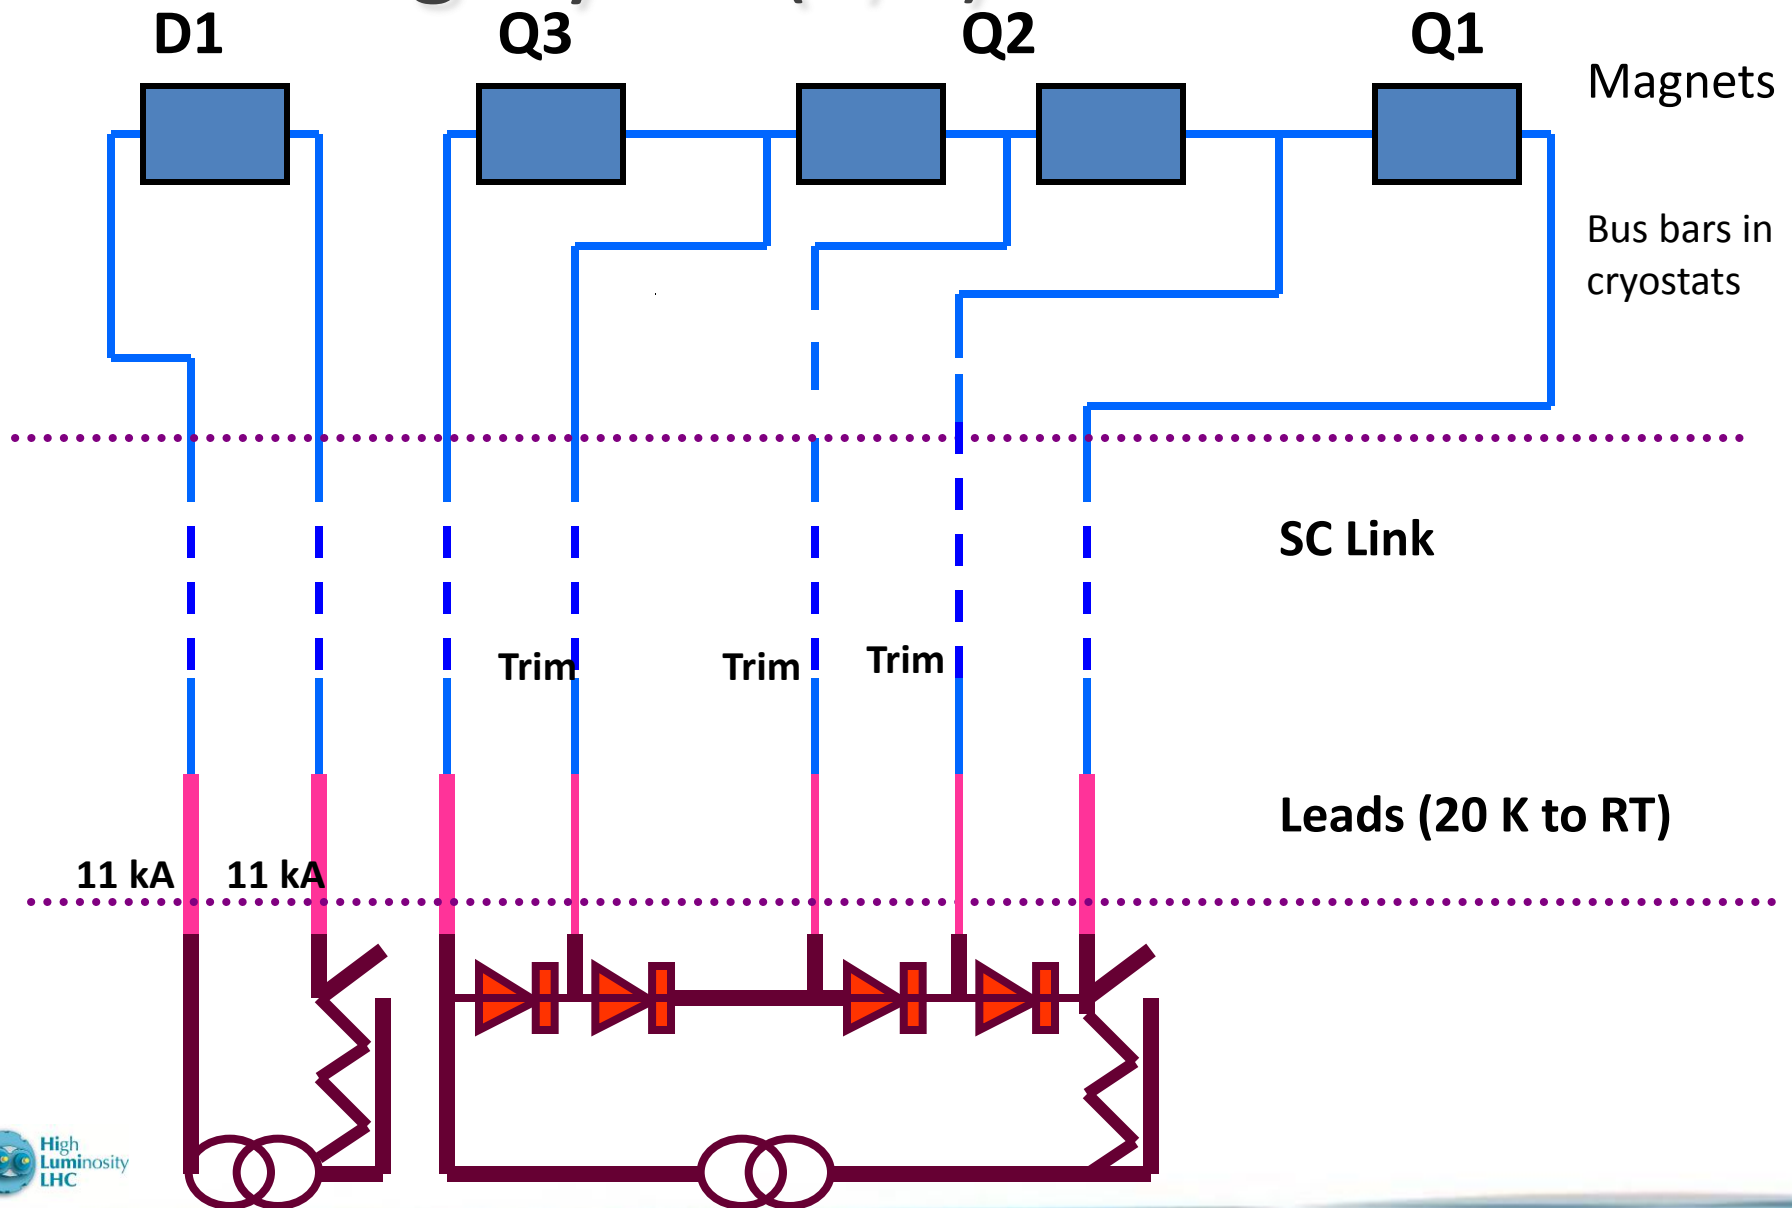 D1
Q3
Q2
Q1
Magnets
Bus bars in
cryostats
SC Link
Trim
Trim
Trim
Leads (20 K to RT)
11 kA
11 kA
High
Luminosity
LHC